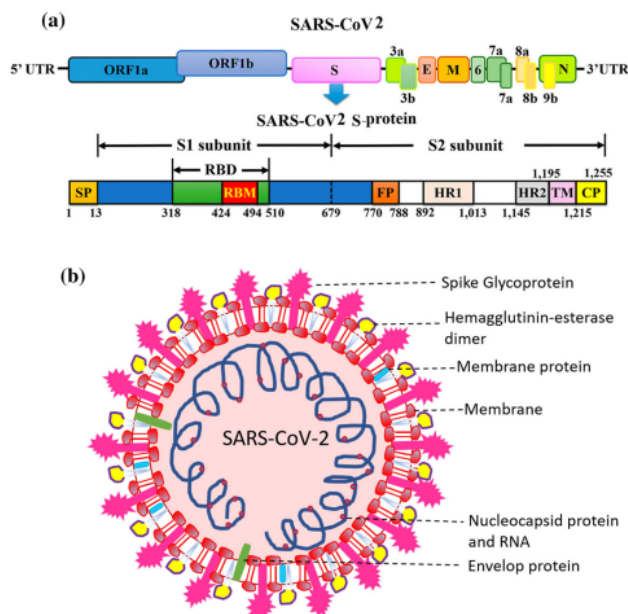 (a)
SARS-CoV2
5' UTR ORF1a ORF1b S 3a 3b E M 6 7a 7a 8a 8b 9b N 3'UTR
SARS-CoV2 S-protein
S1 subunit S2 subunit
RBD
1,195 1,255
SP RBM FP HR1 HR2 TM CP
1 13 318 424 494 510 679 770 788 892 1,013 1,145 1,215
(b)
Spike Glycoprotein
Hemagglutinin-esterase
dimer
Membrane protein
Membrane
SARS-CoV-2
Nucleocapsid protein
and RNA
Envelop protein